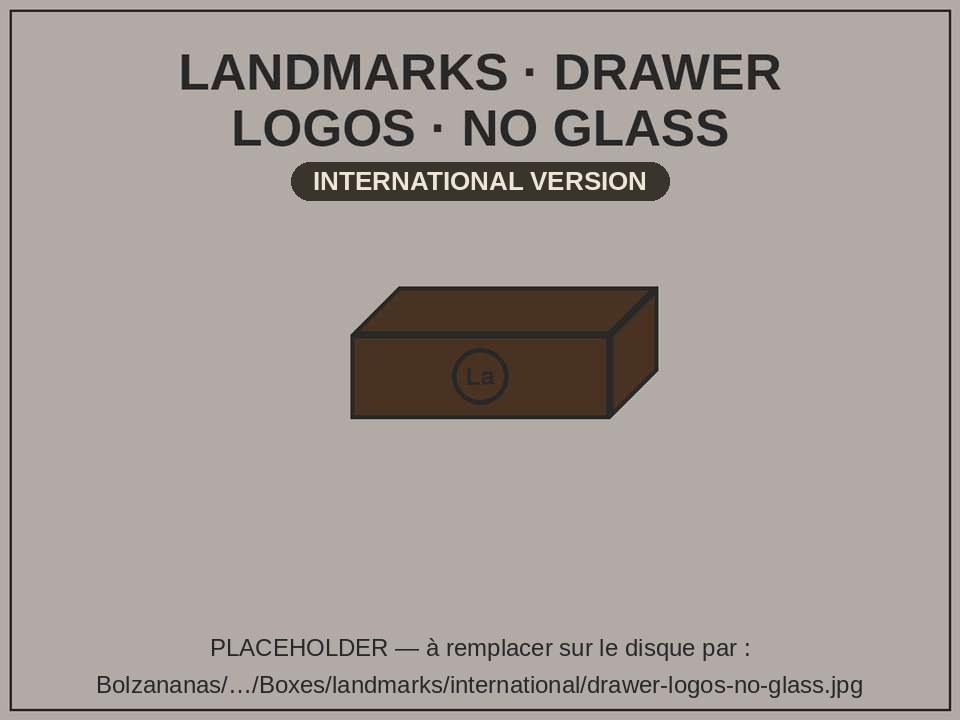 LANDMARKS · DRAWER
LOGOS · NO GLASS
INTERNATIONAL VERSION
La
PLACEHOLDER — à remplacer sur le disque par :
Bolzananas/…/Boxes/landmarks/international/drawer-logos-no-glass.jpg